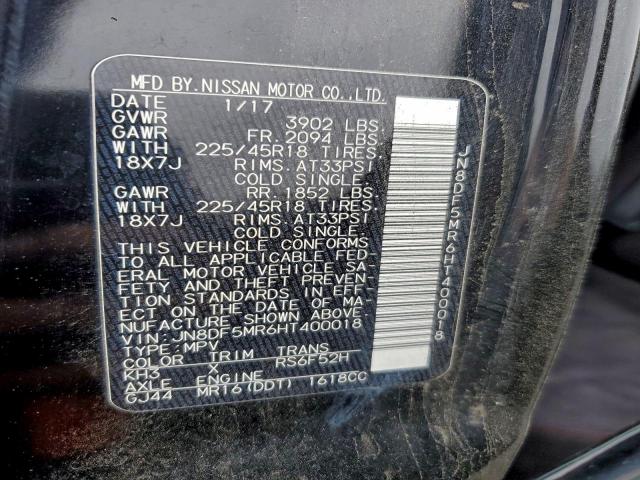 MFD BY.NISSAN MOTOR CO.,LTD.
DATE 1/17
GVWR 3902 LBS.
GAWR FR. 2094 LBS.
WITH 225/45R18 TIRES.
18X7J RIMS. AT33PSI
COLD SINGLE.
GAWR RR. 1852 LBS.
WITH 225/45R18 TIRES.
18X7J RIMS. AT33PSI
COLD SINGLE.
THIS VEHICLE CONFORMS
TO ALL APPLICABLE FED-
ERAL MOTOR VEHICLE SA-
FETY AND THEFT PREVEN-
TION STANDARDS IN EFF-
ECT ON THE DATE OF MA-
NUFACTURE SHOWN ABOVE
VIN:JN8DF5MR6HT400018
TYPE:MPV
COLOR TRIM TRANS
KH3 X RS6F52H
AXLE ENGINE
GJ44 MR16(DDT) 1618CC
JN8DF5MR6HT400018